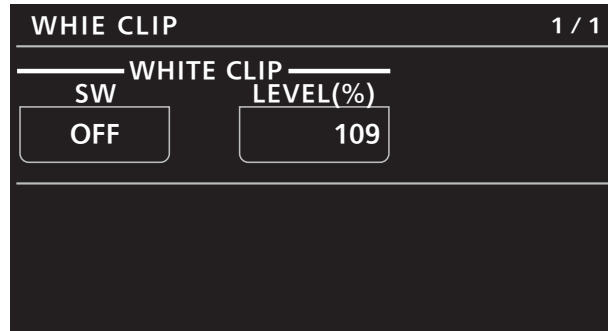 WHIE CLIP 1 / 1
WHITE CLIP
SW LEVEL(%)
OFF 109